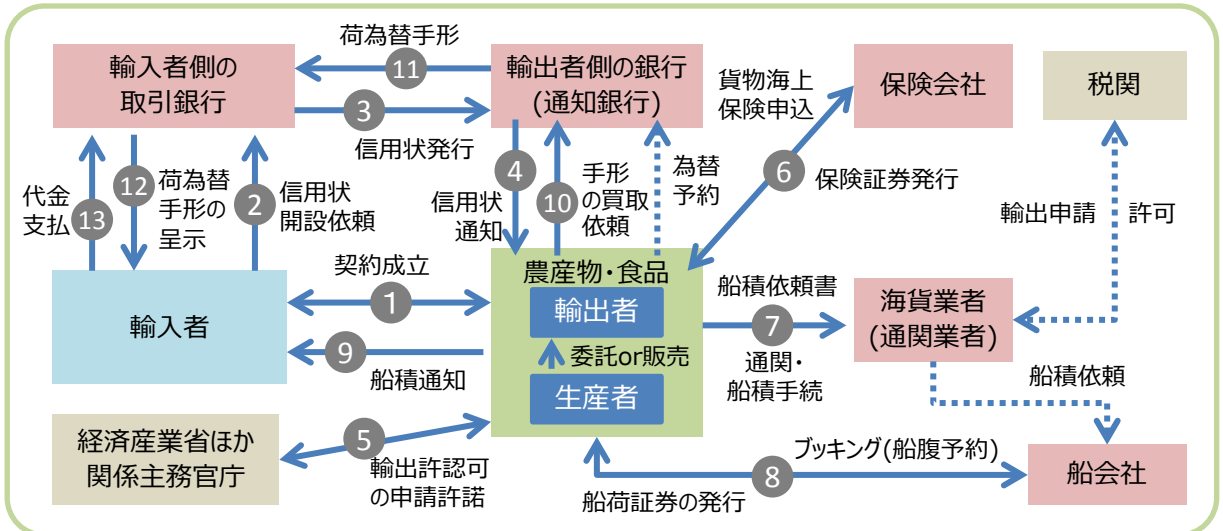 荷為替手形
11
輸入者側の
取引銀行
輸出者側の銀行
(通知銀行)
3
信用状発行
貨物海上
保険申込
保険会社
税関
代金
支払
13
12
荷為替
手形の
呈示
2
信用状
開設依頼
4
信用状
通知
10
手形
の買取
依頼
為替
予約
6
保険証券発行
輸出申請
許可
契約成立
1
輸入者
9
船積通知
農産物・食品
輸出者
委託or販売
生産者
船積依頼書
7
通関・
船積手続
海貨業者
(通関業者)
船積依頼
経済産業省ほか
関係主務官庁
5
輸出許認可
の申請許諾
ブッキング(船腹予約)
8
船荷証券の発行
船会社